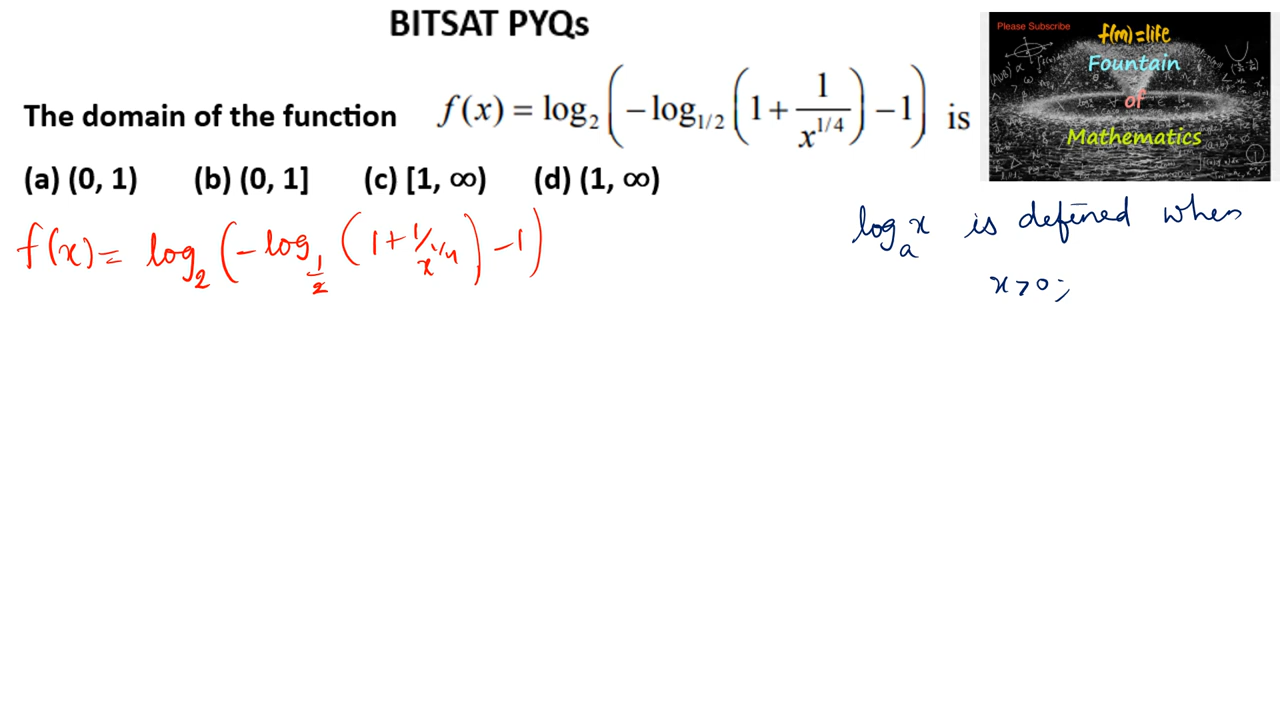 BITSAT PYQs
Please Subscribe
f(m)=life
Fountain
of
Mathematics
The domain of the function f(x) = log₂(−log₁/₂(1 + 1/x^{1/4}) − 1) is
(a) (0, 1) (b) (0, 1] (c) [1, ∞) (d) (1, ∞)
f(x) = log₂(−log_{1/2}(1 + 1/x^{1/4}) − 1)
logₐx is defined when
x > 0;